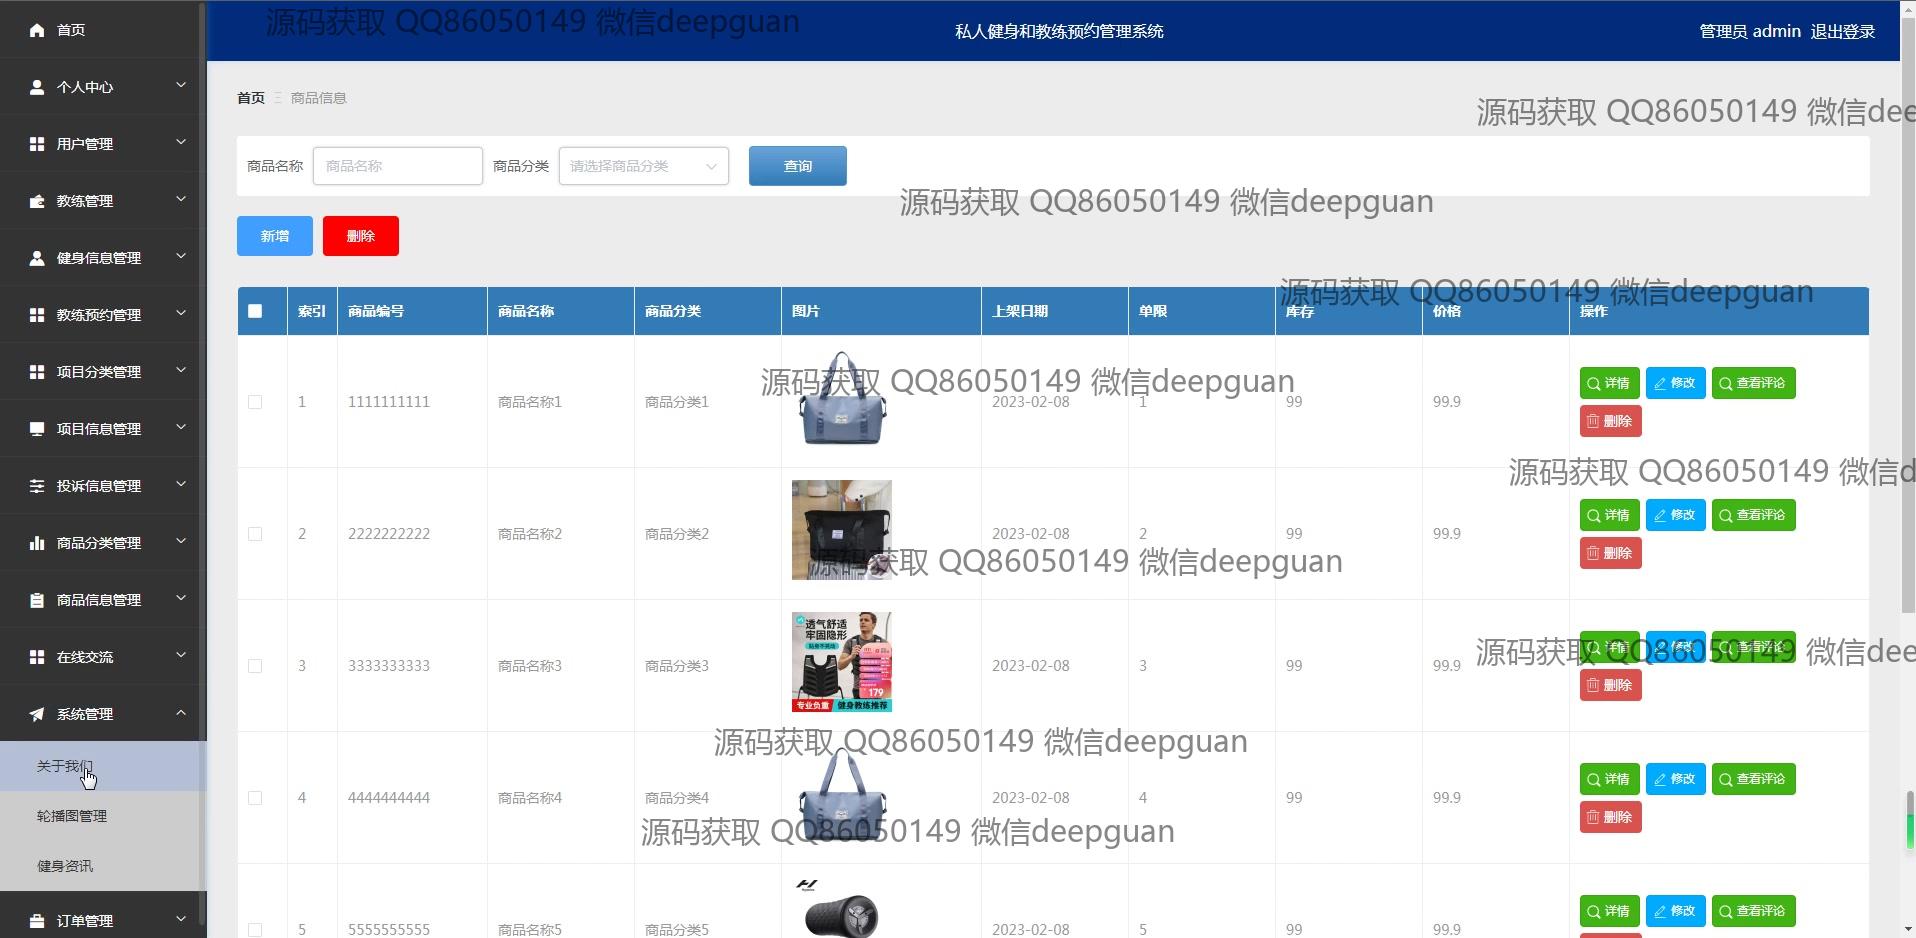 首页
个人中心
用户管理
教练管理
健身信息管理
教练预约管理
项目分类管理
项目信息管理
投诉信息管理
商品分类管理
商品信息管理
在线交流
系统管理
关于我们
轮播图管理
健身资讯
订单管理
源码获取 QQ86050149 微信deepguan
私人健身和教练预约管理系统
管理员 admin 退出登录
首页 商品信息
源码获取 QQ86050149 微信dee
商品名称 商品名称 商品分类 请选择商品分类 查询
源码获取 QQ86050149 微信deepguan
新增 删除
源码获取 QQ86050149 微信deepguan
索引 商品编号 商品名称 商品分类 图片 上架日期 单限 库存 价格 操作
源码获取 QQ86050149 微信deepguan
1 1111111111 商品名称1 商品分类1 2023-02-08 1 99 99.9 详情 修改 查看评论
删除
源码获取 QQ86050149 微信d
2 2222222222 商品名称2 商品分类2 2023-02-08 2 99 99.9 详情 修改 查看评论
删除
源码获取 QQ86050149 微信deepguan
透气舒适
牢固隐形
179
专业负重 健身教练推荐
3 3333333333 商品名称3 商品分类3 2023-02-08 3 99 99.9 详情 修改 查看评论
删除
源码获取 QQ86050149 微信dee
源码获取 QQ86050149 微信deepguan
4 4444444444 商品名称4 商品分类4 2023-02-08 4 99 99.9 详情 修改 查看评论
删除
源码获取 QQ86050149 微信deepguan
5 5555555555 商品名称5 商品分类5 2023-02-08 5 99 99.9 详情 修改 查看评论